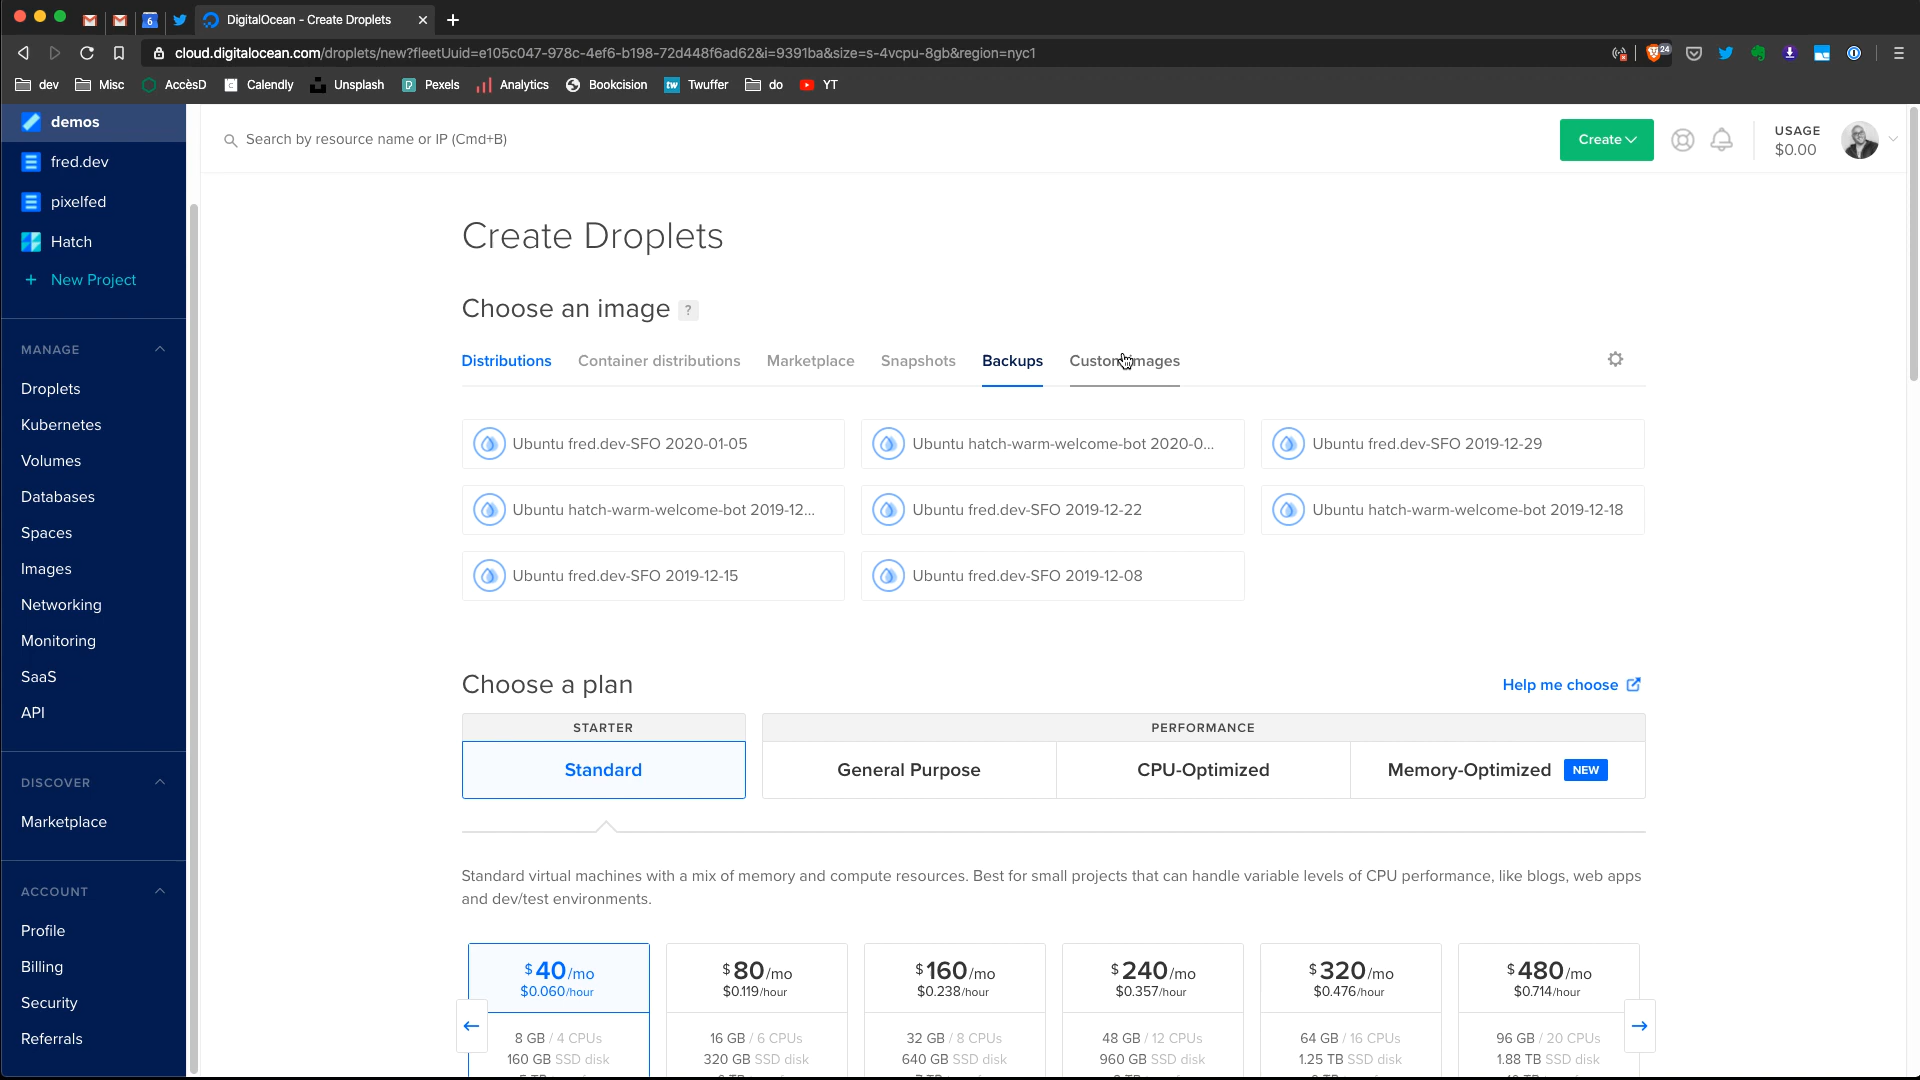 6
DigitalOcean - Create Droplets
cloud.digitalocean.com/droplets/new?fleetUuid=e105c047-978c-4ef6-b198-72d448f6ad62&i=9391ba&size=s-4vcpu-8gb&region=nyc1
24
dev Misc AccèsD Calendly Unsplash Pexels Analytics Bookcision Twuffer do YT
demos
fred.dev
pixelfed
Hatch
+ New Project
MANAGE
Droplets
Kubernetes
Volumes
Databases
Spaces
Images
Networking
Monitoring
SaaS
API
DISCOVER
Marketplace
ACCOUNT
Profile
Billing
Security
Referrals
Search by resource name or IP (Cmd+B)
Create
USAGE
$0.00
Create Droplets
Choose an image ?
Distributions Container distributions Marketplace Snapshots Backups Custom images
Ubuntu fred.dev-SFO 2020-01-05 Ubuntu hatch-warm-welcome-bot 2020-0... Ubuntu fred.dev-SFO 2019-12-29
Ubuntu hatch-warm-welcome-bot 2019-12... Ubuntu fred.dev-SFO 2019-12-22 Ubuntu hatch-warm-welcome-bot 2019-12-18
Ubuntu fred.dev-SFO 2019-12-15 Ubuntu fred.dev-SFO 2019-12-08
Choose a plan Help me choose
STARTER PERFORMANCE
Standard General Purpose CPU-Optimized Memory-Optimized NEW
Standard virtual machines with a mix of memory and compute resources. Best for small projects that can handle variable levels of CPU performance, like blogs, web apps
and dev/test environments.
$40/mo $80/mo $160/mo $240/mo $320/mo $480/mo
$0.060/hour $0.119/hour $0.238/hour $0.357/hour $0.476/hour $0.714/hour
8 GB / 4 CPUs 16 GB / 6 CPUs 32 GB / 8 CPUs 48 GB / 12 CPUs 64 GB / 16 CPUs 96 GB / 20 CPUs
160 GB SSD disk 320 GB SSD disk 640 GB SSD disk 960 GB SSD disk 1.25 TB SSD disk 1.88 TB SSD disk